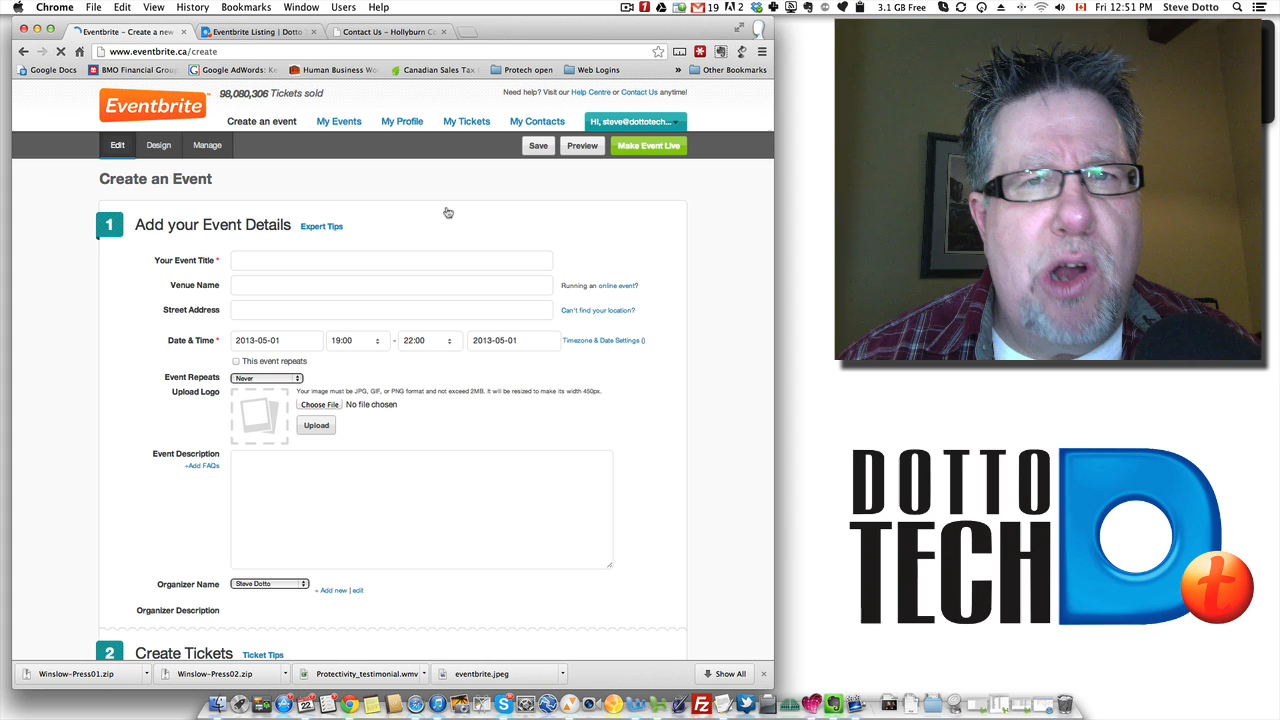 Chrome File Edit View History Bookmarks Window Users Help 19 2 3.1 GB Free Fri 12:51 PM Steve Dotto
Eventbrite – Create a new Eventbrite Listing | Dotto Contact Us – Hollyburn C
www.eventbrite.ca/create
Google Docs BMO Financial Group Google AdWords: Ke Human Business Wo Canadian Sales Tax Protech open Web Logins » Other Bookmarks
Eventbrite 98,080,306 Tickets sold Need help? Visit our Help Centre or Contact Us anytime!
Create an event My Events My Profile My Tickets My Contacts Hi, steve@dottotech...
Edit Design Manage Save Preview Make Event Live
Create an Event
1 Add your Event Details Expert Tips
Your Event Title *
Venue Name Running an online event?
Street Address Can't find your location?
Date & Time * 2013-05-01 19:00 - 22:00 2013-05-01 Timezone & Date Settings ()
This event repeats
Event Repeats Never
Upload Logo Your image must be JPG, GIF, or PNG format and not exceed 2MB. It will be resized to make its width 450px.
Choose File No file chosen
Upload
Event Description
+Add FAQs
Organizer Name Steve Dotto
+ Add new | edit
Organizer Description
2 Create Tickets Ticket Tips
Winslow-Press01.zip Winslow-Press02.zip Protectivity_testimonial.wmv eventbrite.jpeg Show All
DOTTO
TECH
t